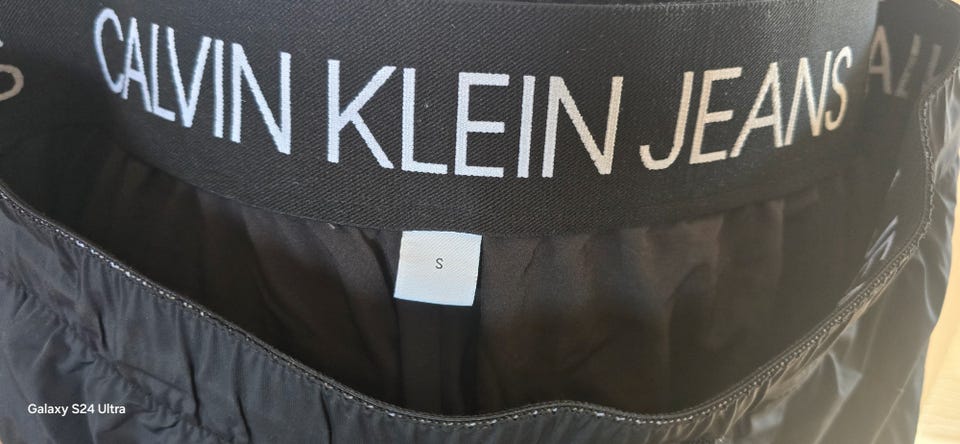 CALVIN KLEIN JEANS
S
Galaxy S24 Ultra